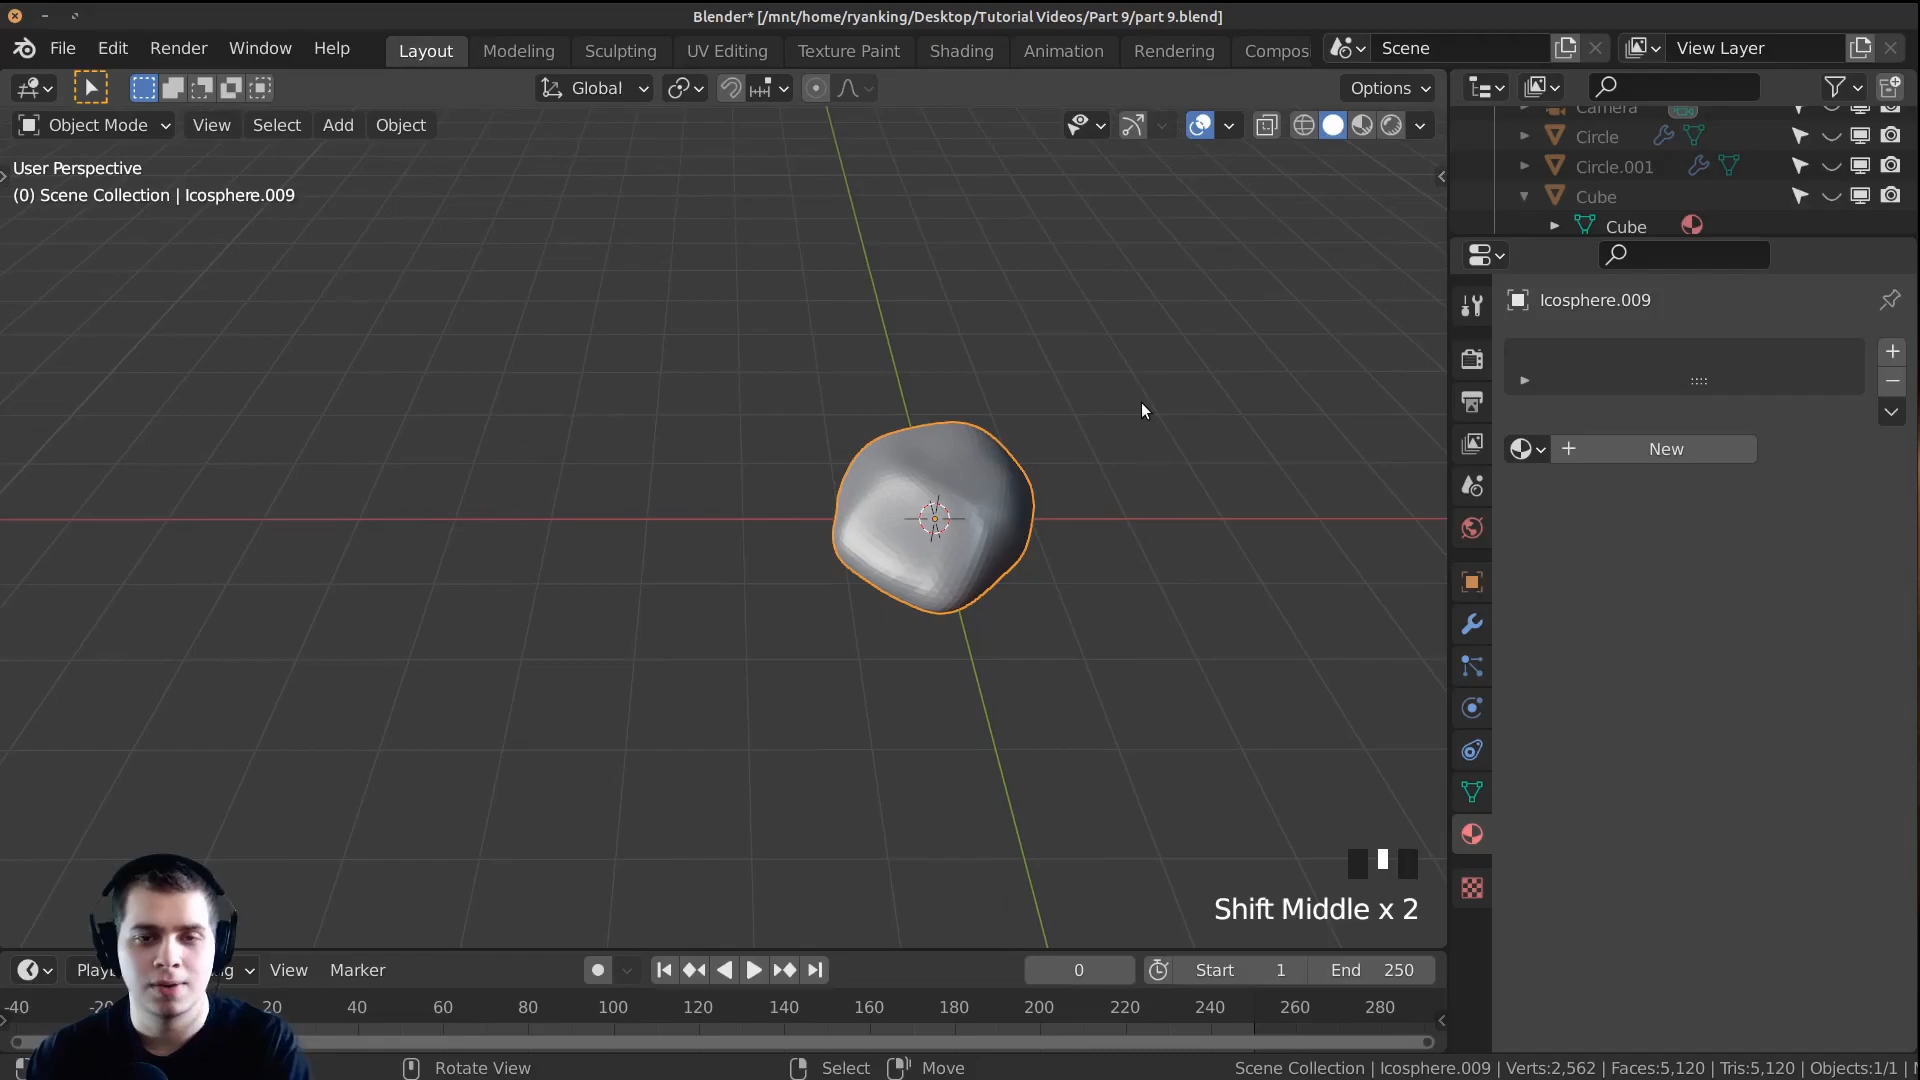 Blender* [/mnt/home/ryanking/Desktop/Tutorial Videos/Part 9/part 9.blend]
File Edit Render Window Help Layout Modeling Sculpting UV Editing Texture Paint Shading Animation Rendering Compos Scene View Layer
Global Options
Object Mode View Select Add Object
User Perspective
(0) Scene Collection | Icosphere.009
Camera
Circle
Circle.001
Cube
Cube
Icosphere.009
New
Shift Middle x 2
View Marker 0 Start 1 End 250
-40 20 40 60 80 100 120 140 160 180 200 220 240 260 280
Rotate View Select Move Scene Collection | Icosphere.009 | Verts:2,562 | Faces:5,120 | Tris:5,120 | Objects:1/1 |